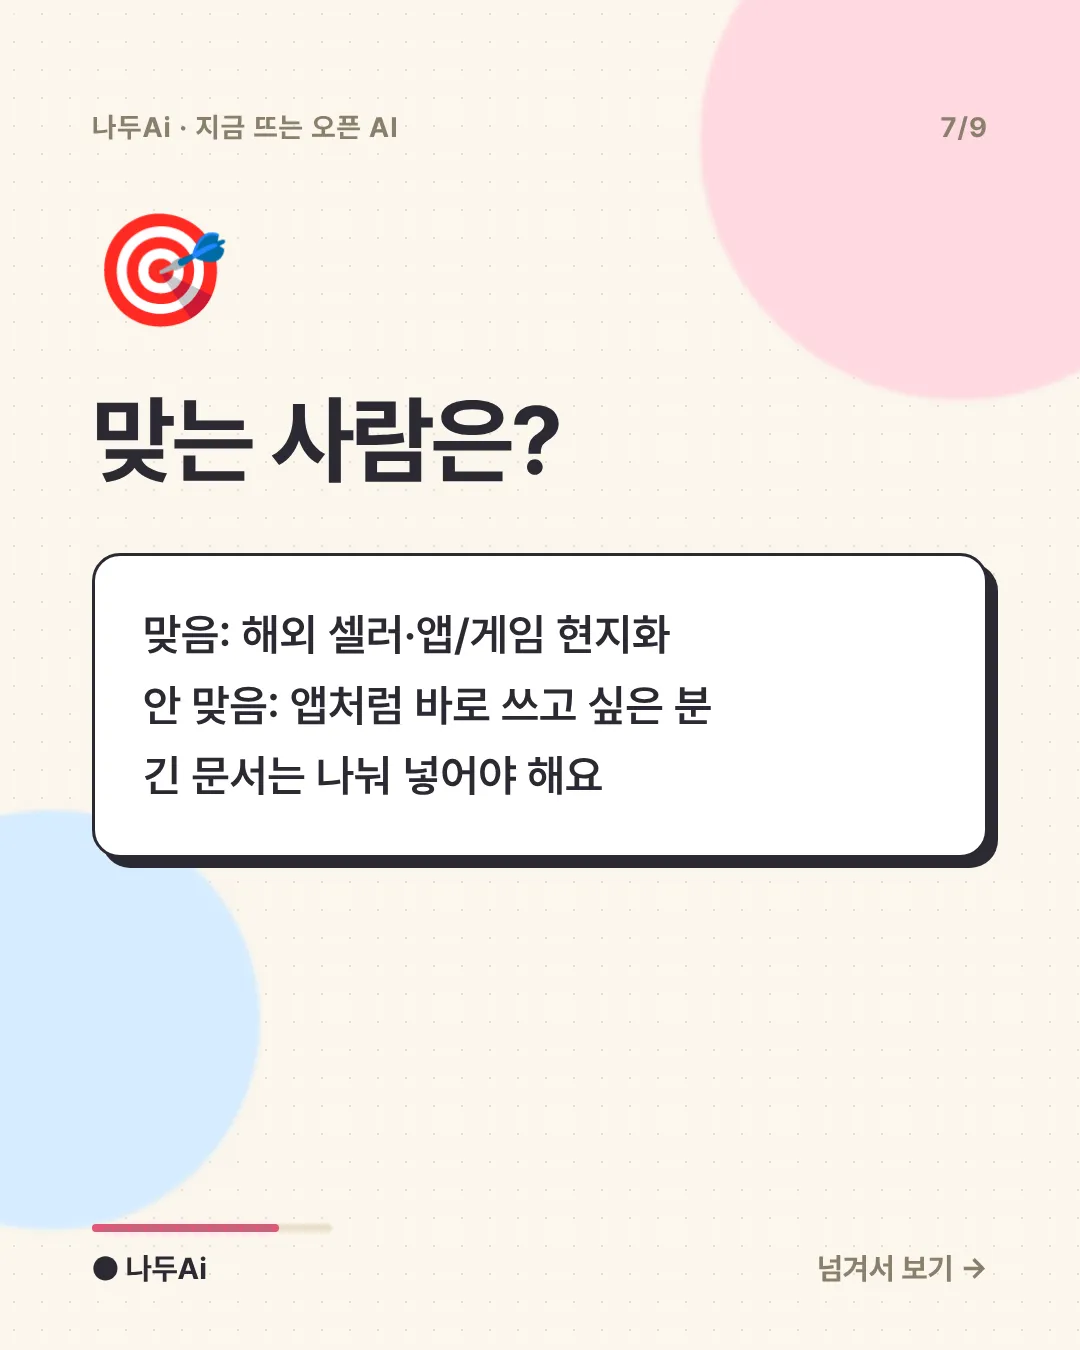 나두Ai · 지금 뜨는 오픈 AI
7/9
맞는 사람은?
맞음: 해외 셀러·앱/게임 현지화
안 맞음: 앱처럼 바로 쓰고 싶은 분
긴 문서는 나눠 넣어야 해요
나두Ai
넘겨서 보기 →